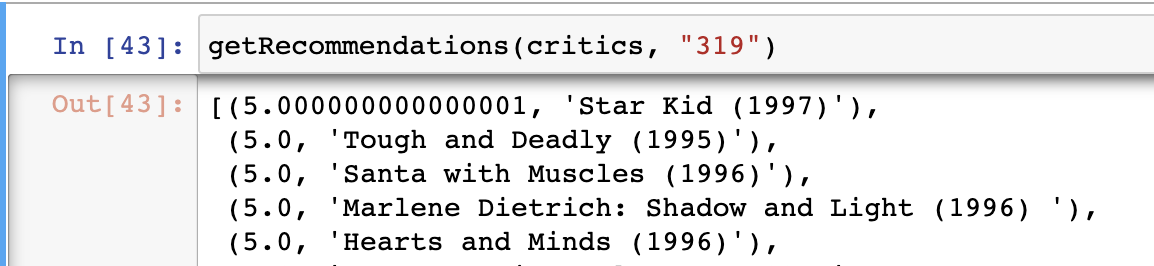 In [43]: getRecommendations(critics, "319")
Out[43]: [(5.000000000000001, 'Star Kid (1997)'),
(5.0, 'Tough and Deadly (1995)'),
(5.0, 'Santa with Muscles (1996)'),
(5.0, 'Marlene Dietrich: Shadow and Light (1996) '),
(5.0, 'Hearts and Minds (1996)'),